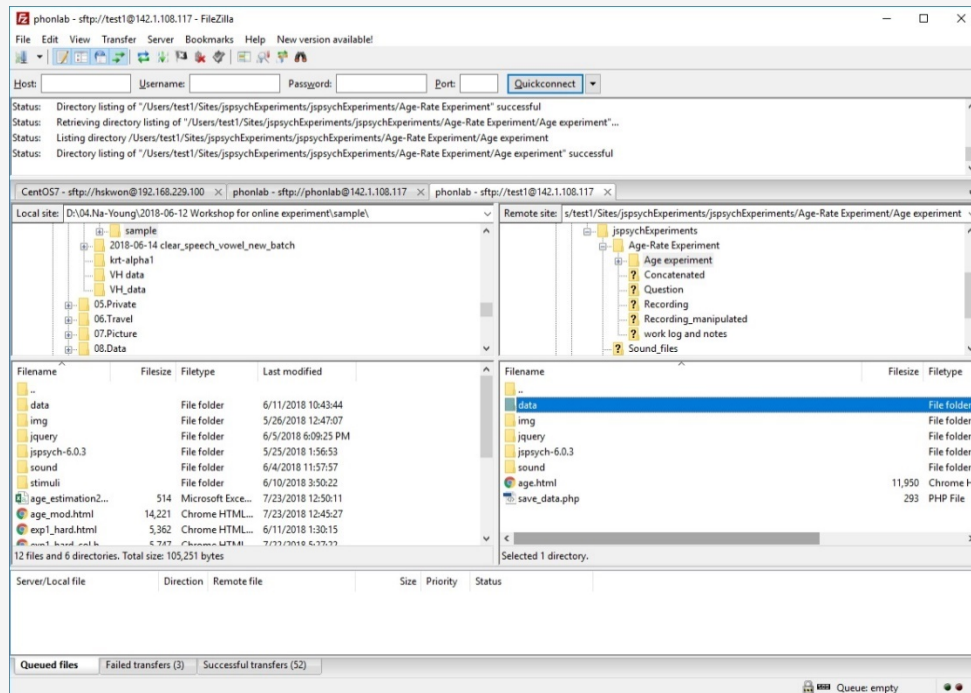 phonlab - sftp://test1@142.1.108.117 - FileZilla
File Edit View Transfer Server Bookmarks Help New version available!
Host: Username: Password: Port: Quickconnect
Status: Directory listing of "/Users/test1/Sites/jspsychExperiments/jspsychExperiments/Age-Rate Experiment" successful
Status: Retrieving directory listing of "/Users/test1/Sites/jspsychExperiments/jspsychExperiments/Age-Rate Experiment/Age experiment"...
Status: Listing directory /Users/test1/Sites/jspsychExperiments/jspsychExperiments/Age-Rate Experiment/Age experiment
Status: Directory listing of "/Users/test1/Sites/jspsychExperiments/jspsychExperiments/Age-Rate Experiment/Age experiment" successful
CentOS7 - sftp://hskwon@192.168.229.100 phonlab - sftp://phonlab@142.1.108.117 phonlab - sftp://test1@142.1.108.117
Local site: D:\04.Na-Young\2018-06-12 Workshop for online experiment\sample\
sample
2018-06-14 clear_speech_vowel_new_batch
krt-alpha1
VH data
VH_data
05.Private
06.Travel
07.Picture
08.Data
Remote site: s/test1/Sites/jspsychExperiments/jspsychExperiments/Age-Rate Experiment/Age experiment
jspsychExperiments
Age-Rate Experiment
Age experiment
Concatenated
Question
Recording
Recording_manipulated
work log and notes
Sound_files
Filename Filesize Filetype Last modified
..
data File folder 6/11/2018 10:43:44
img File folder 5/26/2018 12:47:07
jquery File folder 6/5/2018 6:09:25 PM
jspsych-6.0.3 File folder 5/25/2018 1:56:53
sound File folder 6/4/2018 11:57:57
stimuli File folder 6/10/2018 3:50:22
age_estimation2... 514 Microsoft Exce... 7/23/2018 12:50:11
age_mod.html 14,221 Chrome HTML... 7/23/2018 12:45:27
exp1_hard.html 5,362 Chrome HTML... 6/11/2018 1:30:15
12 files and 6 directories. Total size: 105,251 bytes
Filename Filesize Filetype
..
data File folder
img File folder
jquery File folder
jspsych-6.0.3 File folder
sound File folder
age.html 11,950 Chrome H
save_data.php 293 PHP File
Selected 1 directory.
Server/Local file Direction Remote file Size Priority Status
Queued files Failed transfers (3) Successful transfers (52)
Queue: empty